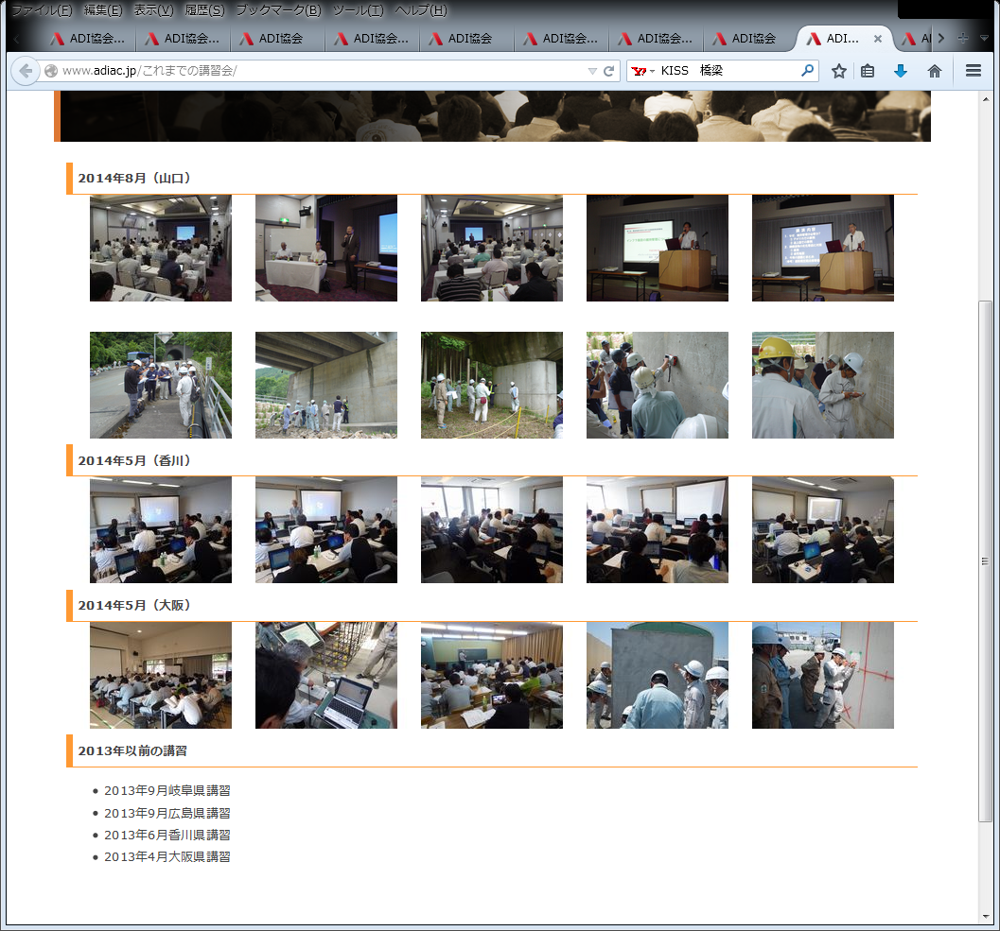 ファイル(F) 編集(E) 表示(V) 履歴(S) ブックマーク(B) ツール(T) ヘルプ(H)
ADI協会... ADI協会... ADI協会 ADI協会... ADI協会 ADI協会... ADI協会... ADI協会 ADI... AI
www.adiac.jp/これまでの講習会/
KISS 橋梁
2014年8月（山口）
2014年5月（香川）
2014年5月（大阪）
2013年以前の講習
2013年9月岐阜県講習
2013年9月広島県講習
2013年6月香川県講習
2013年4月大阪県講習